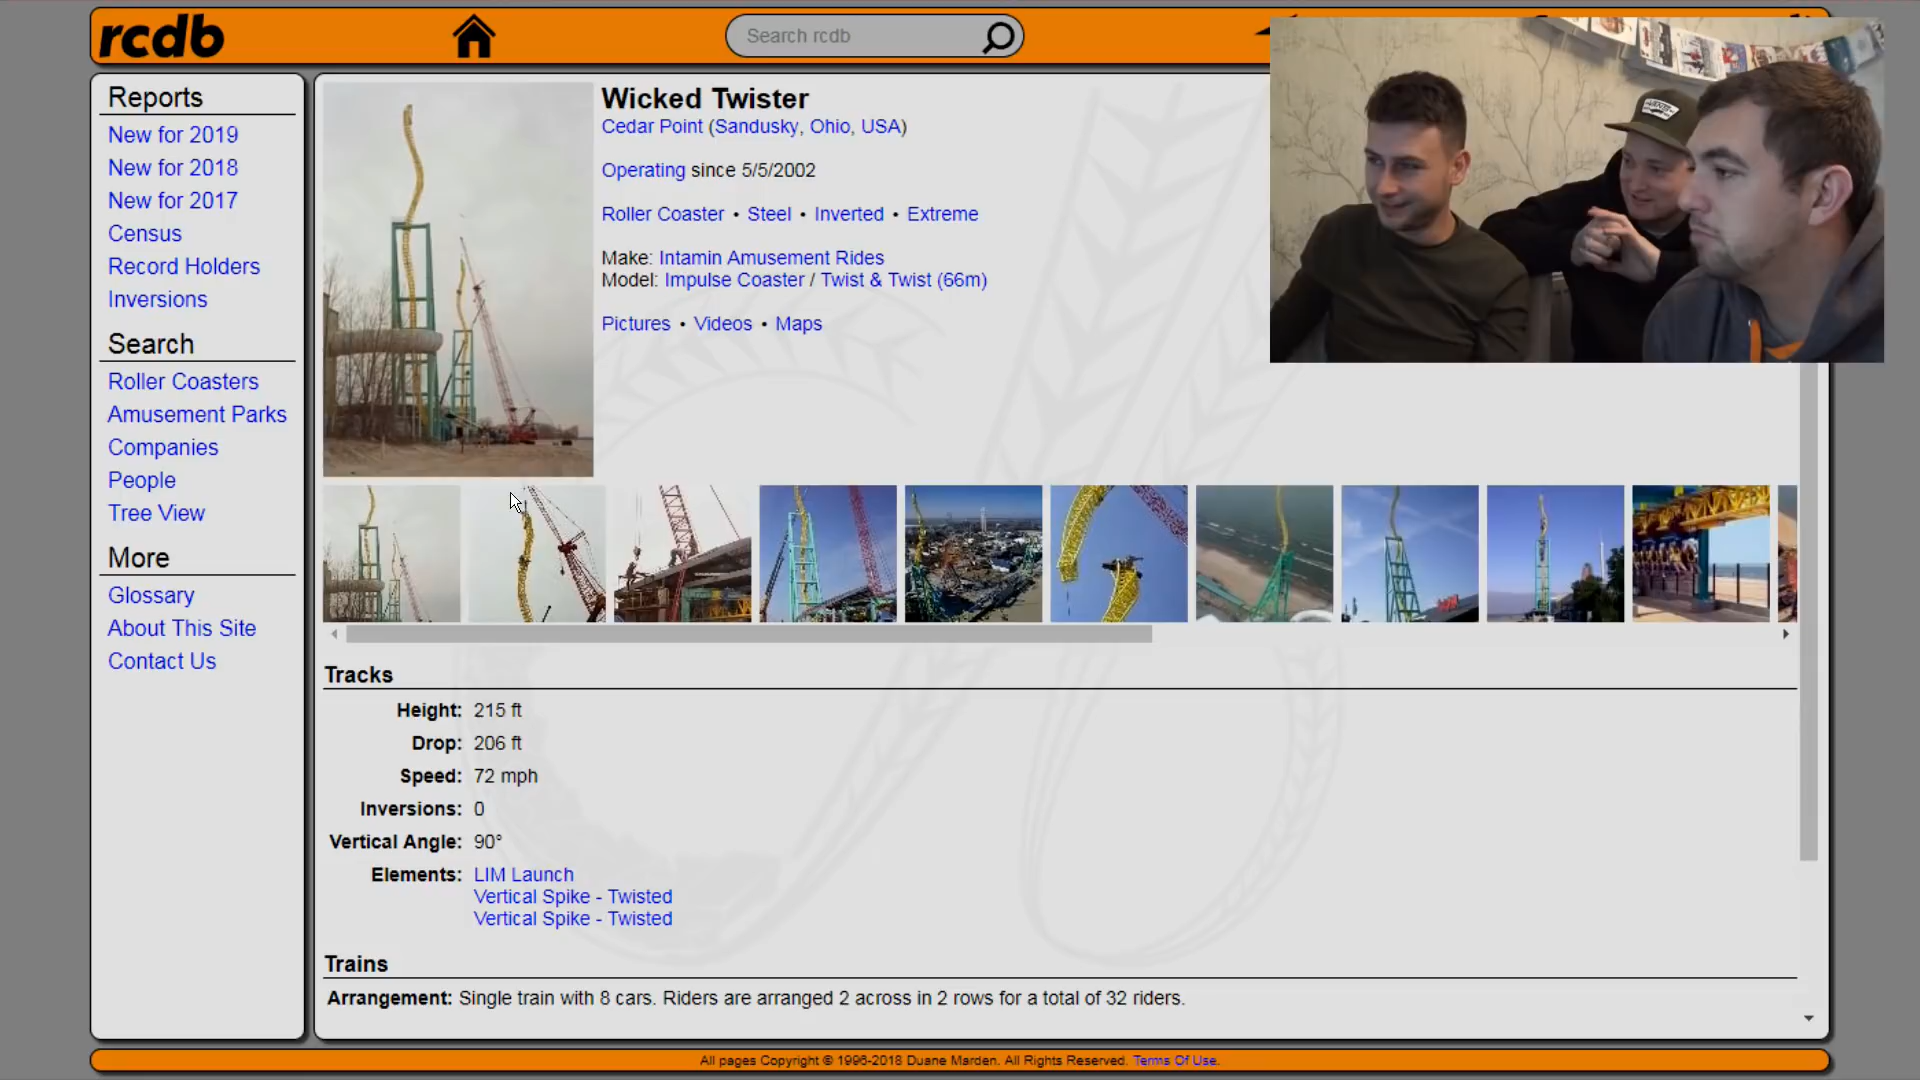 rcdb
Search rcdb
Reports
New for 2019
New for 2018
New for 2017
Census
Record Holders
Inversions
Search
Roller Coasters
Amusement Parks
Companies
People
Tree View
More
Glossary
About This Site
Contact Us
Wicked Twister
Cedar Point (Sandusky, Ohio, USA)
Operating since 5/5/2002
Roller Coaster • Steel • Inverted • Extreme
Make: Intamin Amusement Rides
Model: Impulse Coaster / Twist & Twist (66m)
Pictures • Videos • Maps
Tracks
Height: 215 ft
Drop: 206 ft
Speed: 72 mph
Inversions: 0
Vertical Angle: 90°
Elements: LIM Launch
Vertical Spike - Twisted
Vertical Spike - Twisted
Trains
Arrangement: Single train with 8 cars. Riders are arranged 2 across in 2 rows for a total of 32 riders.
All pages Copyright © 1996-2018 Duane Marden. All Rights Reserved. Terms Of Use.